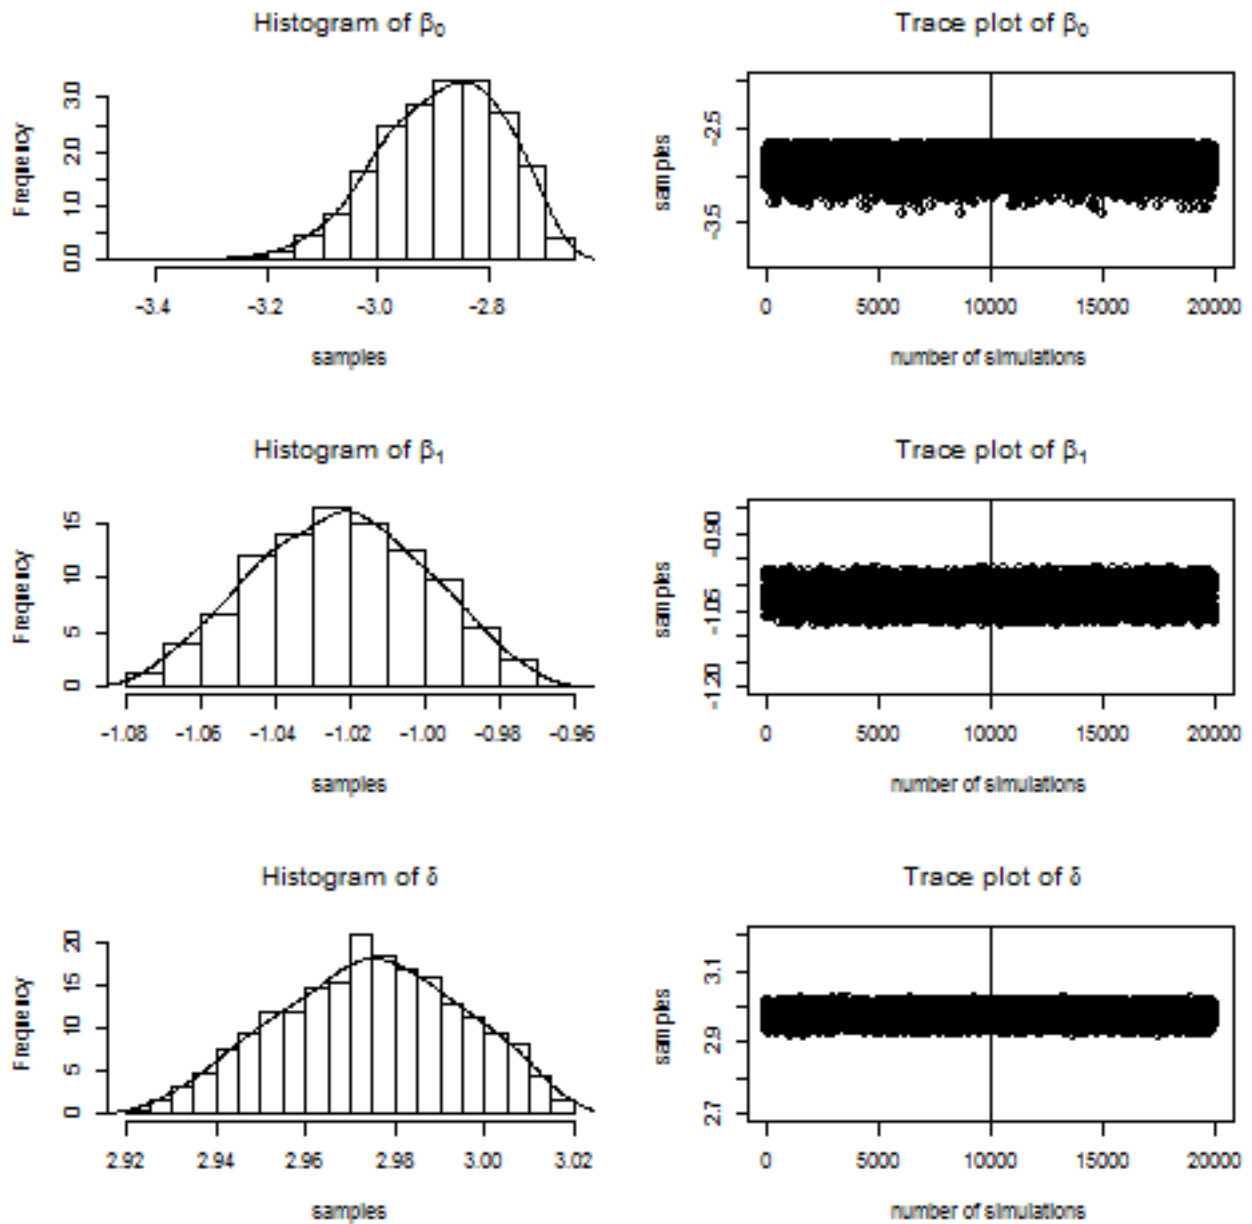 Histogram of β₀
Frequency
0.0 1.0 2.0 3.0
-3.4 -3.2 -3.0 -2.8
samples
Trace plot of β₀
samples
-3.5 -2.5
0 5000 10000 15000 20000
number of simulations
Histogram of β₁
Frequency
0 5 10 15
-1.08 -1.06 -1.04 -1.02 -1.00 -0.98 -0.96
samples
Trace plot of β₁
samples
-1.20 -1.05 -0.90
0 5000 10000 15000 20000
number of simulations
Histogram of δ
Frequency
0 5 10 15 20
2.92 2.94 2.96 2.98 3.00 3.02
samples
Trace plot of δ
samples
2.7 2.9 3.1
0 5000 10000 15000 20000
number of simulations